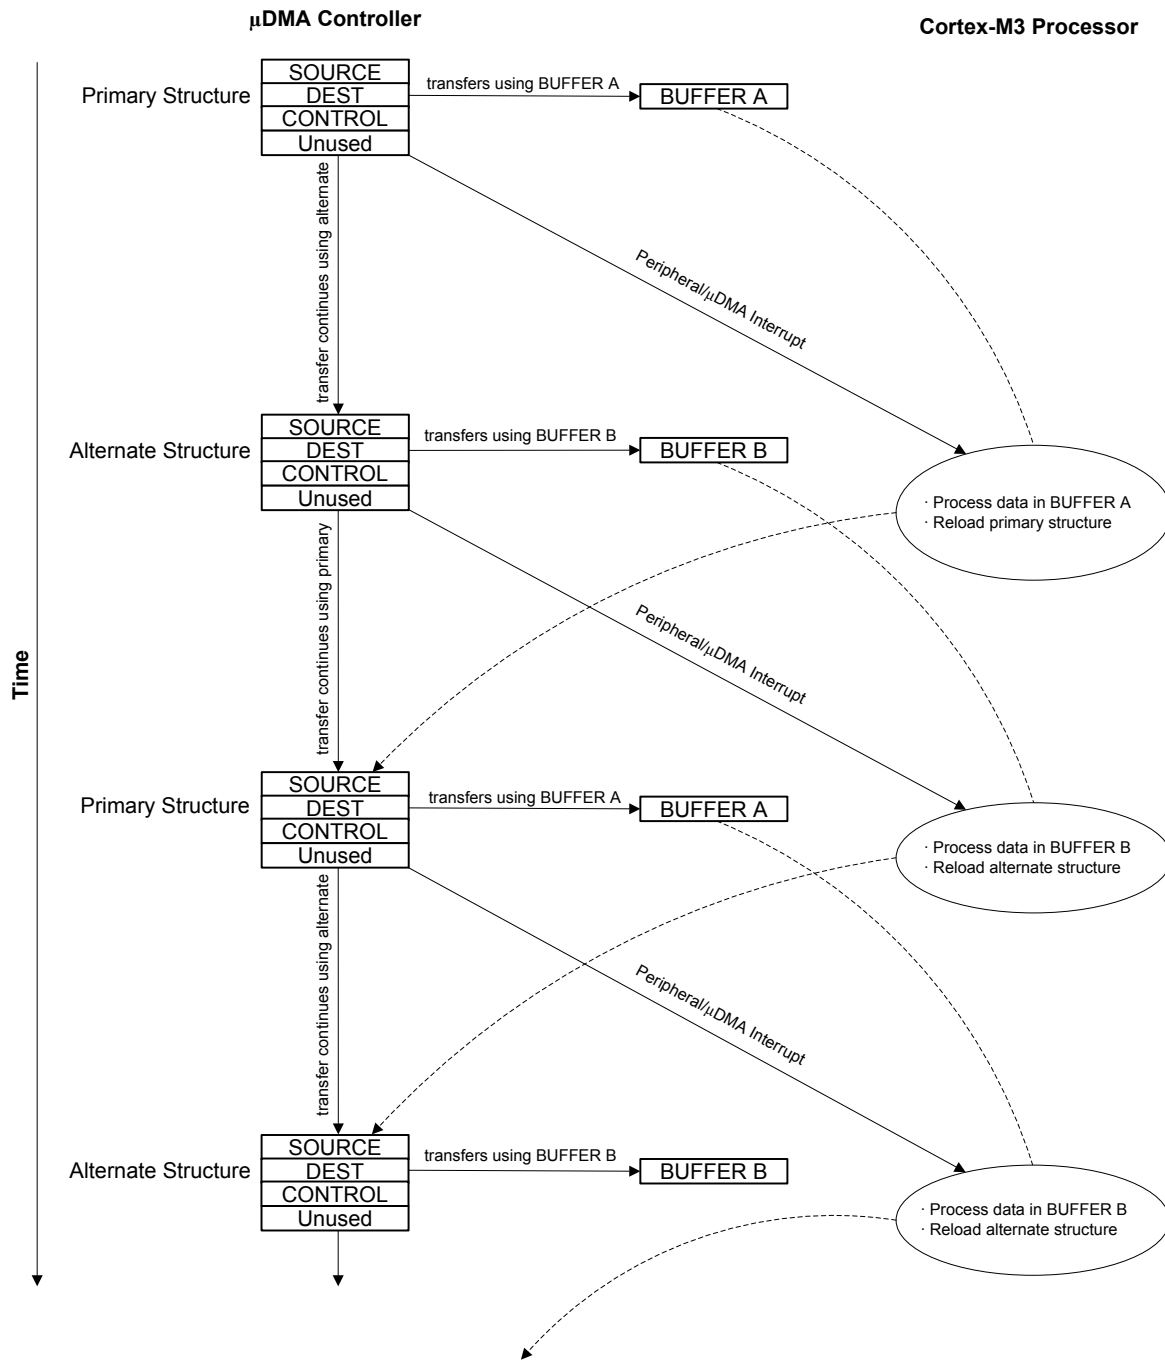 μDMA Controller
Cortex-M3 Processor
Primary Structure
SOURCE
DEST
CONTROL
Unused
transfers using BUFFER A
BUFFER A
transfer continues using alternate
Peripheral/μDMA Interrupt
Alternate Structure
SOURCE
DEST
CONTROL
Unused
transfers using BUFFER B
BUFFER B
· Process data in BUFFER A
· Reload primary structure
transfer continues using primary
Peripheral/μDMA Interrupt
Time
Primary Structure
SOURCE
DEST
CONTROL
Unused
transfers using BUFFER A
BUFFER A
· Process data in BUFFER B
· Reload alternate structure
transfer continues using alternate
Peripheral/μDMA Interrupt
Alternate Structure
SOURCE
DEST
CONTROL
Unused
transfers using BUFFER B
BUFFER B
· Process data in BUFFER B
· Reload alternate structure